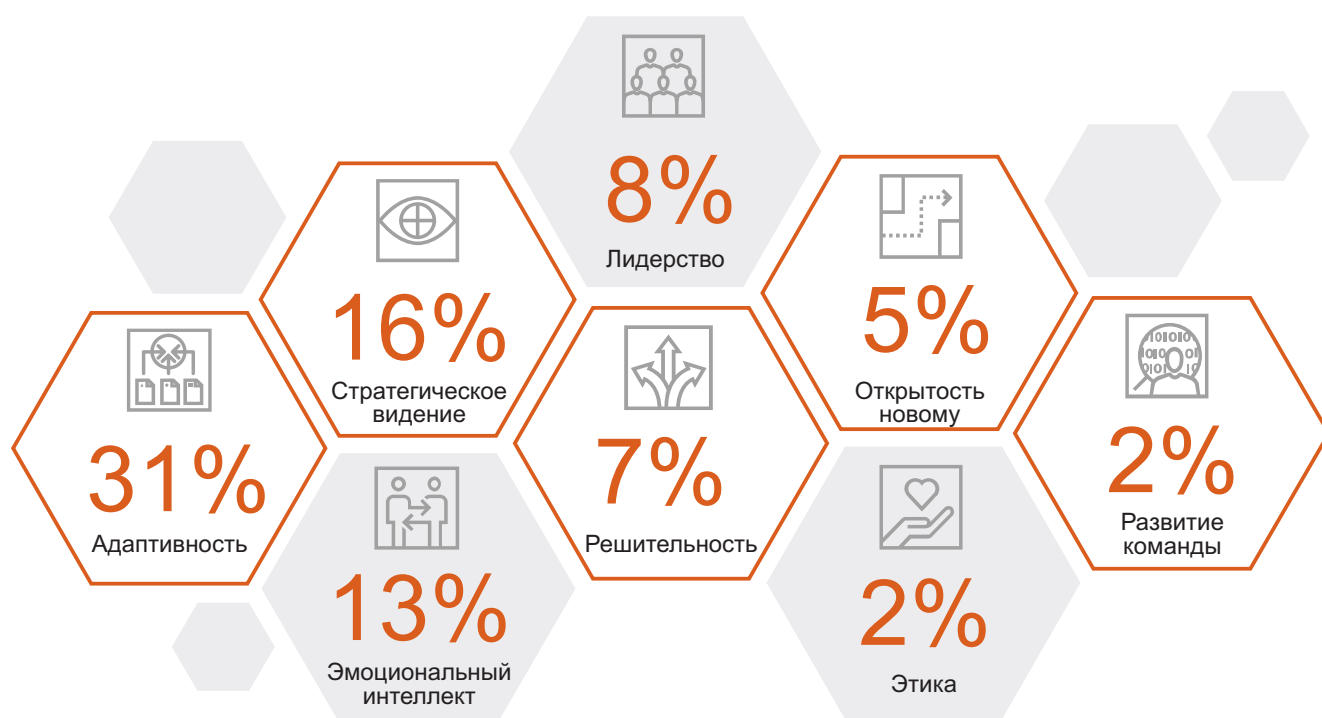 8%
Лидерство
16%
Стратегическое
видение
5%
Открытость
новому
31%
Адаптивность
7%
Решительность
2%
Развитие
команды
13%
Эмоциональный
интеллект
2%
Этика